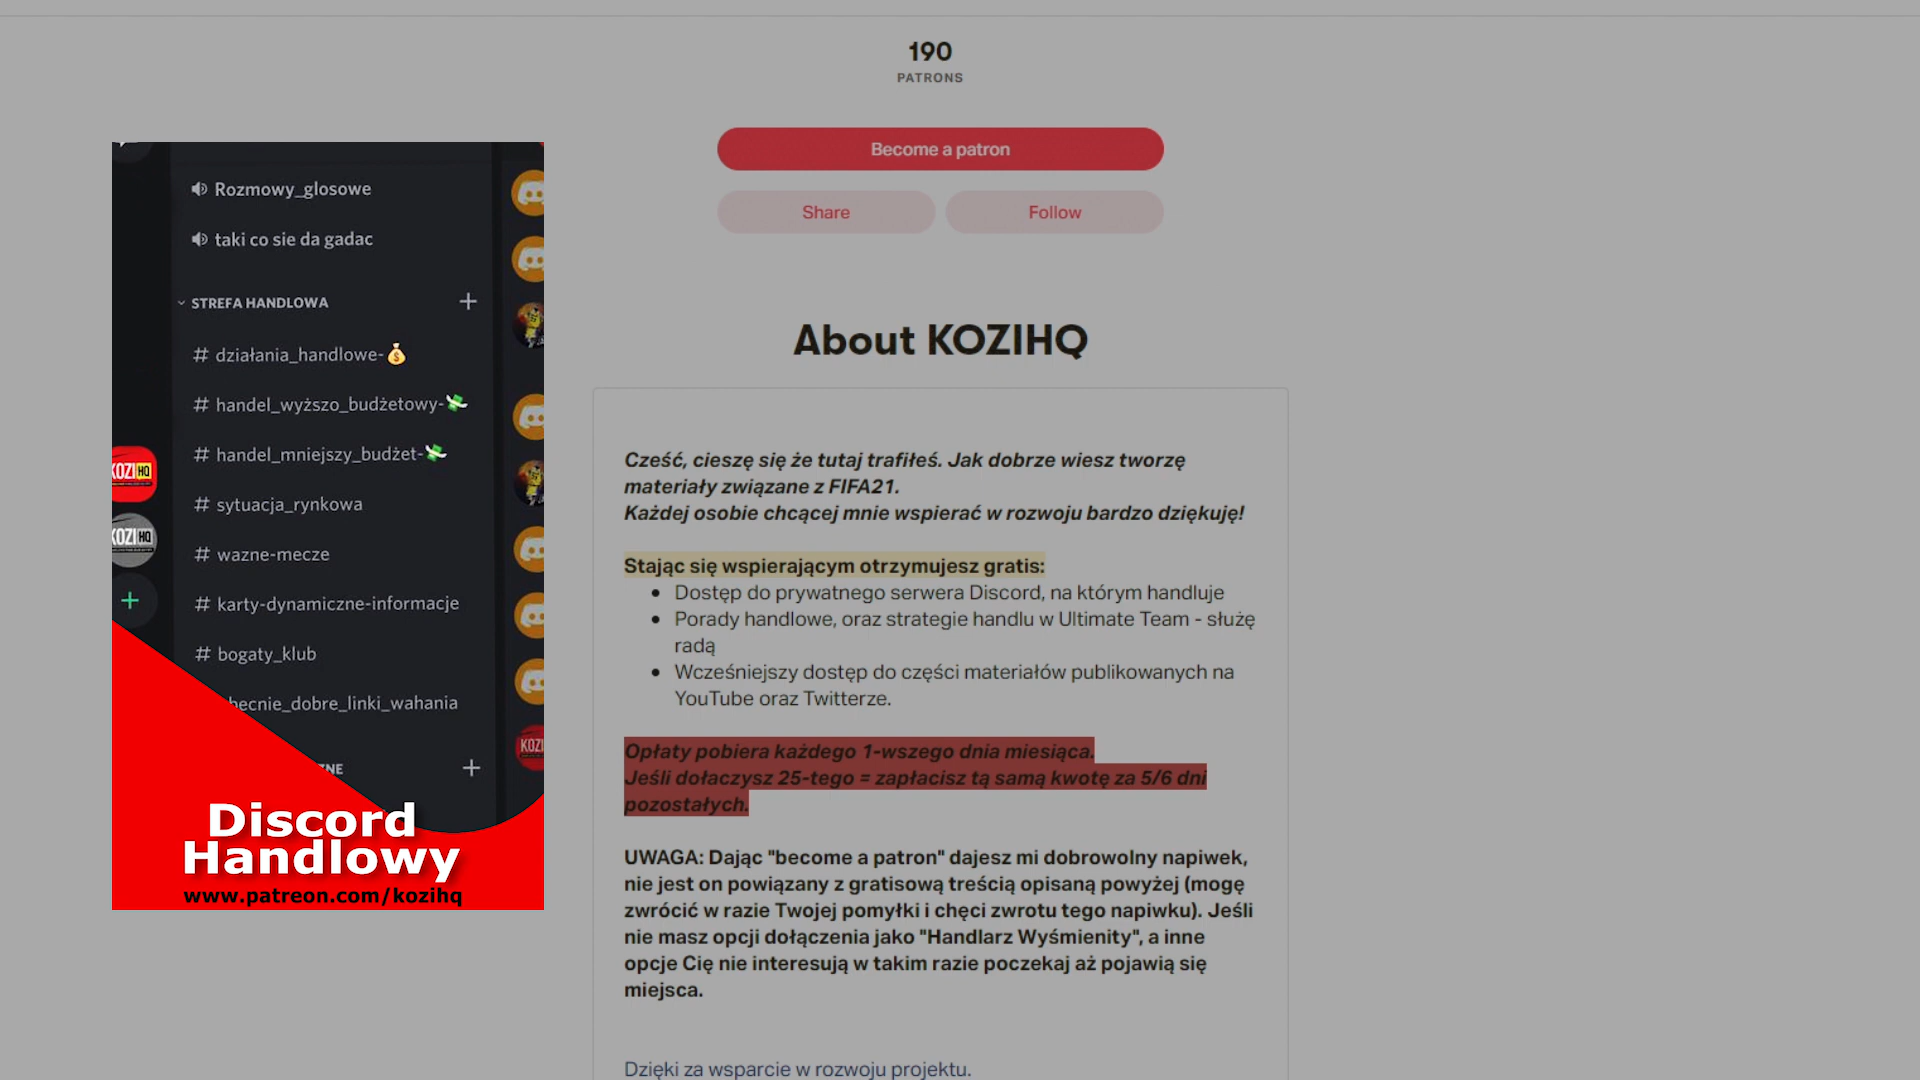 190
PATRONS
Become a patron
Share
Follow
About KOZIHQ
Cześć, cieszę się że tutaj trafiłeś. Jak dobrze wiesz tworzę
materiały związane z FIFA21.
Każdej osobie chcącej mnie wspierać w rozwoju bardzo dziękuję!
Stając się wspierającym otrzymujesz gratis:
Dostęp do prywatnego serwera Discord, na którym handluje
Porady handlowe, oraz strategie handlu w Ultimate Team - służę
radą
Wcześniejszy dostęp do części materiałów publikowanych na
YouTube oraz Twitterze.
Opłaty pobiera każdego 1-wszego dnia miesiąca.
Jeśli dołaczysz 25-tego = zapłacisz tą samą kwotę za 5/6 dni
pozostałych.
UWAGA: Dając "become a patron" dajesz mi dobrowolny napiwek,
nie jest on powiązany z gratisową treścią opisaną powyżej (mogę
zwrócić w razie Twojej pomyłki i chęci zwrotu tego napiwku). Jeśli
nie masz opcji dołączenia jako "Handlarz Wyśmienity", a inne
opcje Cię nie interesują w takim razie poczekaj aż pojawią się
miejsca.
Dzięki za wsparcie w rozwoju projektu.
Rozmowy_glosowe
taki co sie da gadac
STREFA HANDLOWA
# działania_handlowe-💰
# handel_wyższo_budżetowy-💸
# handel_mniejszy_budżet-💸
# sytuacja_rynkowa
# wazne-mecze
# karty-dynamiczne-informacje
# bogaty_klub
becnie_dobre_linki_wahania
ZNE
KOZI HQ
KOZI HQ
KOZI
Discord
Handlowy
www.patreon.com/kozihq